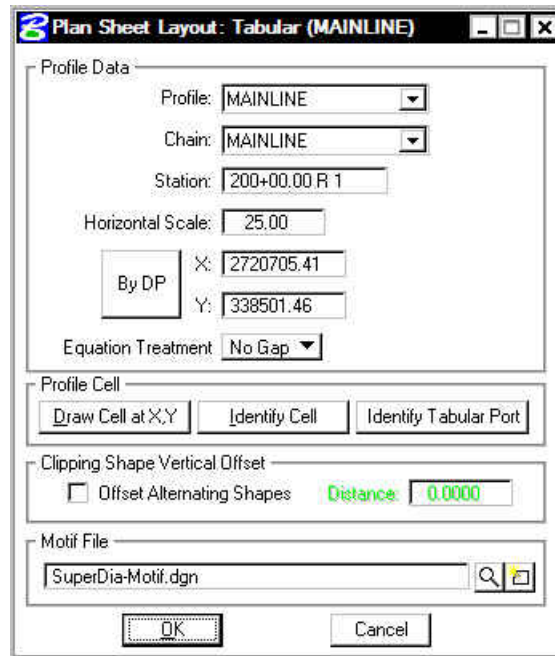 Plan Sheet Layout: Tabular (MAINLINE)
Profile Data
Profile: MAINLINE
Chain: MAINLINE
Station: 200+00.00 R 1
Horizontal Scale: 25.00
By DP
X: 2720705.41
Y: 338501.46
Equation Treatment No Gap
Profile Cell
Draw Cell at X,Y Identify Cell Identify Tabular Port
Clipping Shape Vertical Offset
Offset Alternating Shapes Distance: 0.0000
Motif File
SuperDia-Motif.dgn
OK Cancel